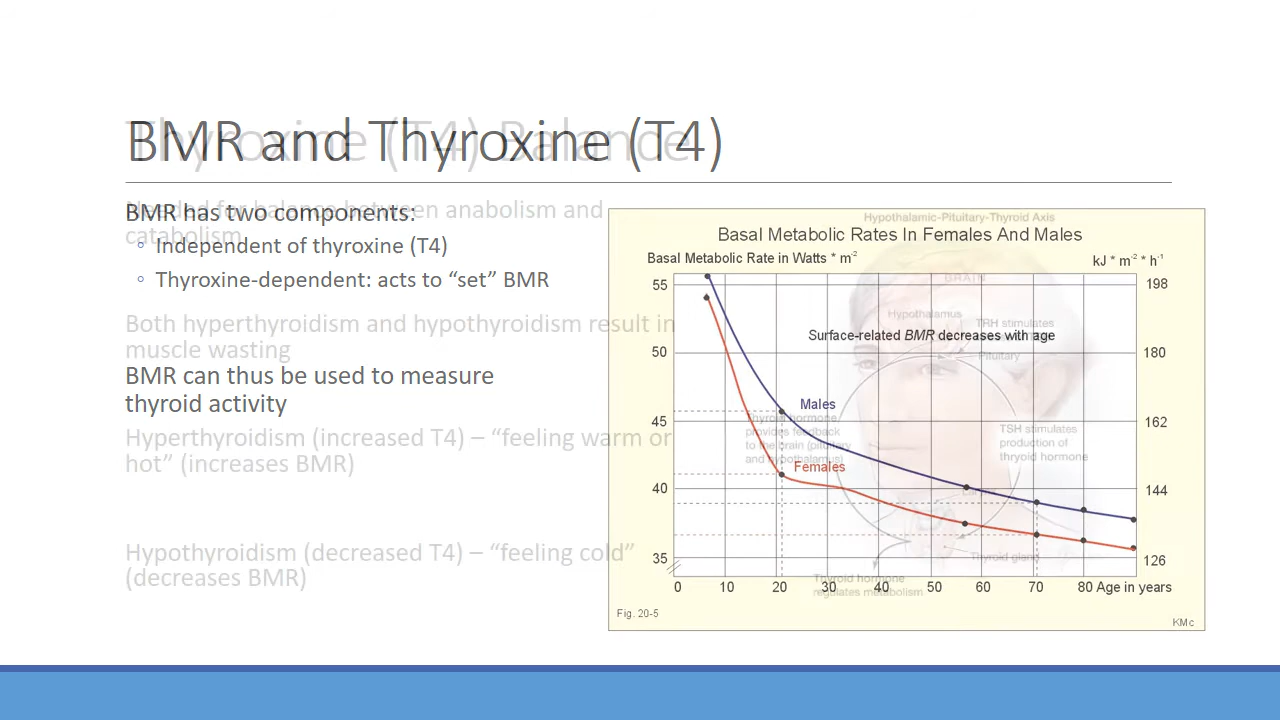 BMR and Thyroxine (T4)
Thyroxine (T4) Balance
BMR has two components:
◦ Independent of thyroxine (T4)
◦ Thyroxine-dependent: acts to “set” BMR
BMR can thus be used to measure
thyroid activity
Needed for balance between anabolism and
catabolism
Both hyperthyroidism and hypothyroidism result in
muscle wasting
Hyperthyroidism (increased T4) – “feeling warm or
hot” (increases BMR)
Hypothyroidism (decreased T4) – “feeling cold”
(decreases BMR)
Basal Metabolic Rates In Females And Males
Basal Metabolic Rate in Watts * m-2
kJ * m-2 * h-1
Surface-related BMR decreases with age
Males
Females
55
50
45
40
35
198
180
162
144
126
0 10 20 30 40 50 60 70 80 Age in years
Fig. 20-5
KMc
Hypothalamic-Pituitary-Thyroid Axis
BRAIN
Hypothalamus
TRH stimulates
Pituitary
Thyroid hormone
provides feedback
to the brain (pituitary
and hypothalamus)
TSH stimulates
production of
thryoid hormone
Thyroid gland
Thyroid hormone
regulates metabolism